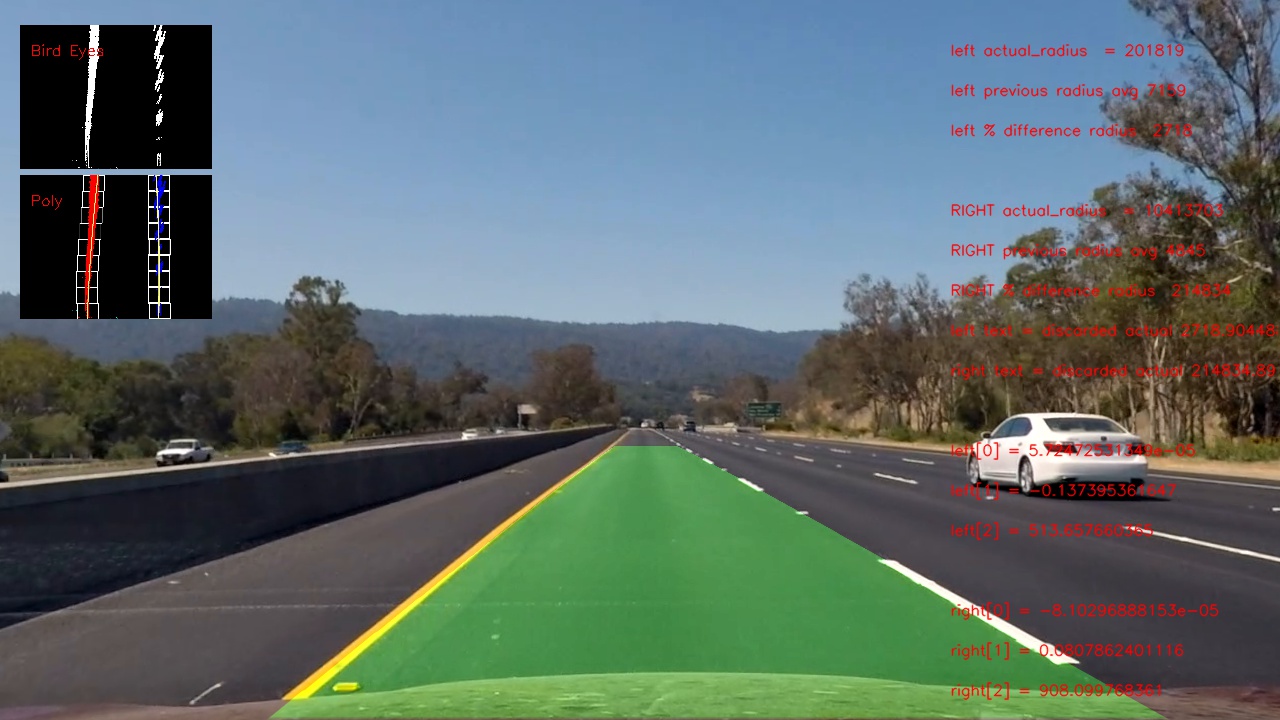 Bird Eyes
Poly
left actual_radius = 201819
left previous radius avg 7159
left % difference radius 2718
RIGHT actual_radius = 10413703
RIGHT previous radius avg 4845
RIGHT % difference radius 214834
left text = discarded actual 2718.90448
right text = discarded actual 214834.80
left[0] = 5.72472531349e-05
left[1] = -0.137395361647
left[2] = 513.657660365
right[0] = -8.10296888153e-05
right[1] = 0.0807862401116
right[2] = 908.099768361